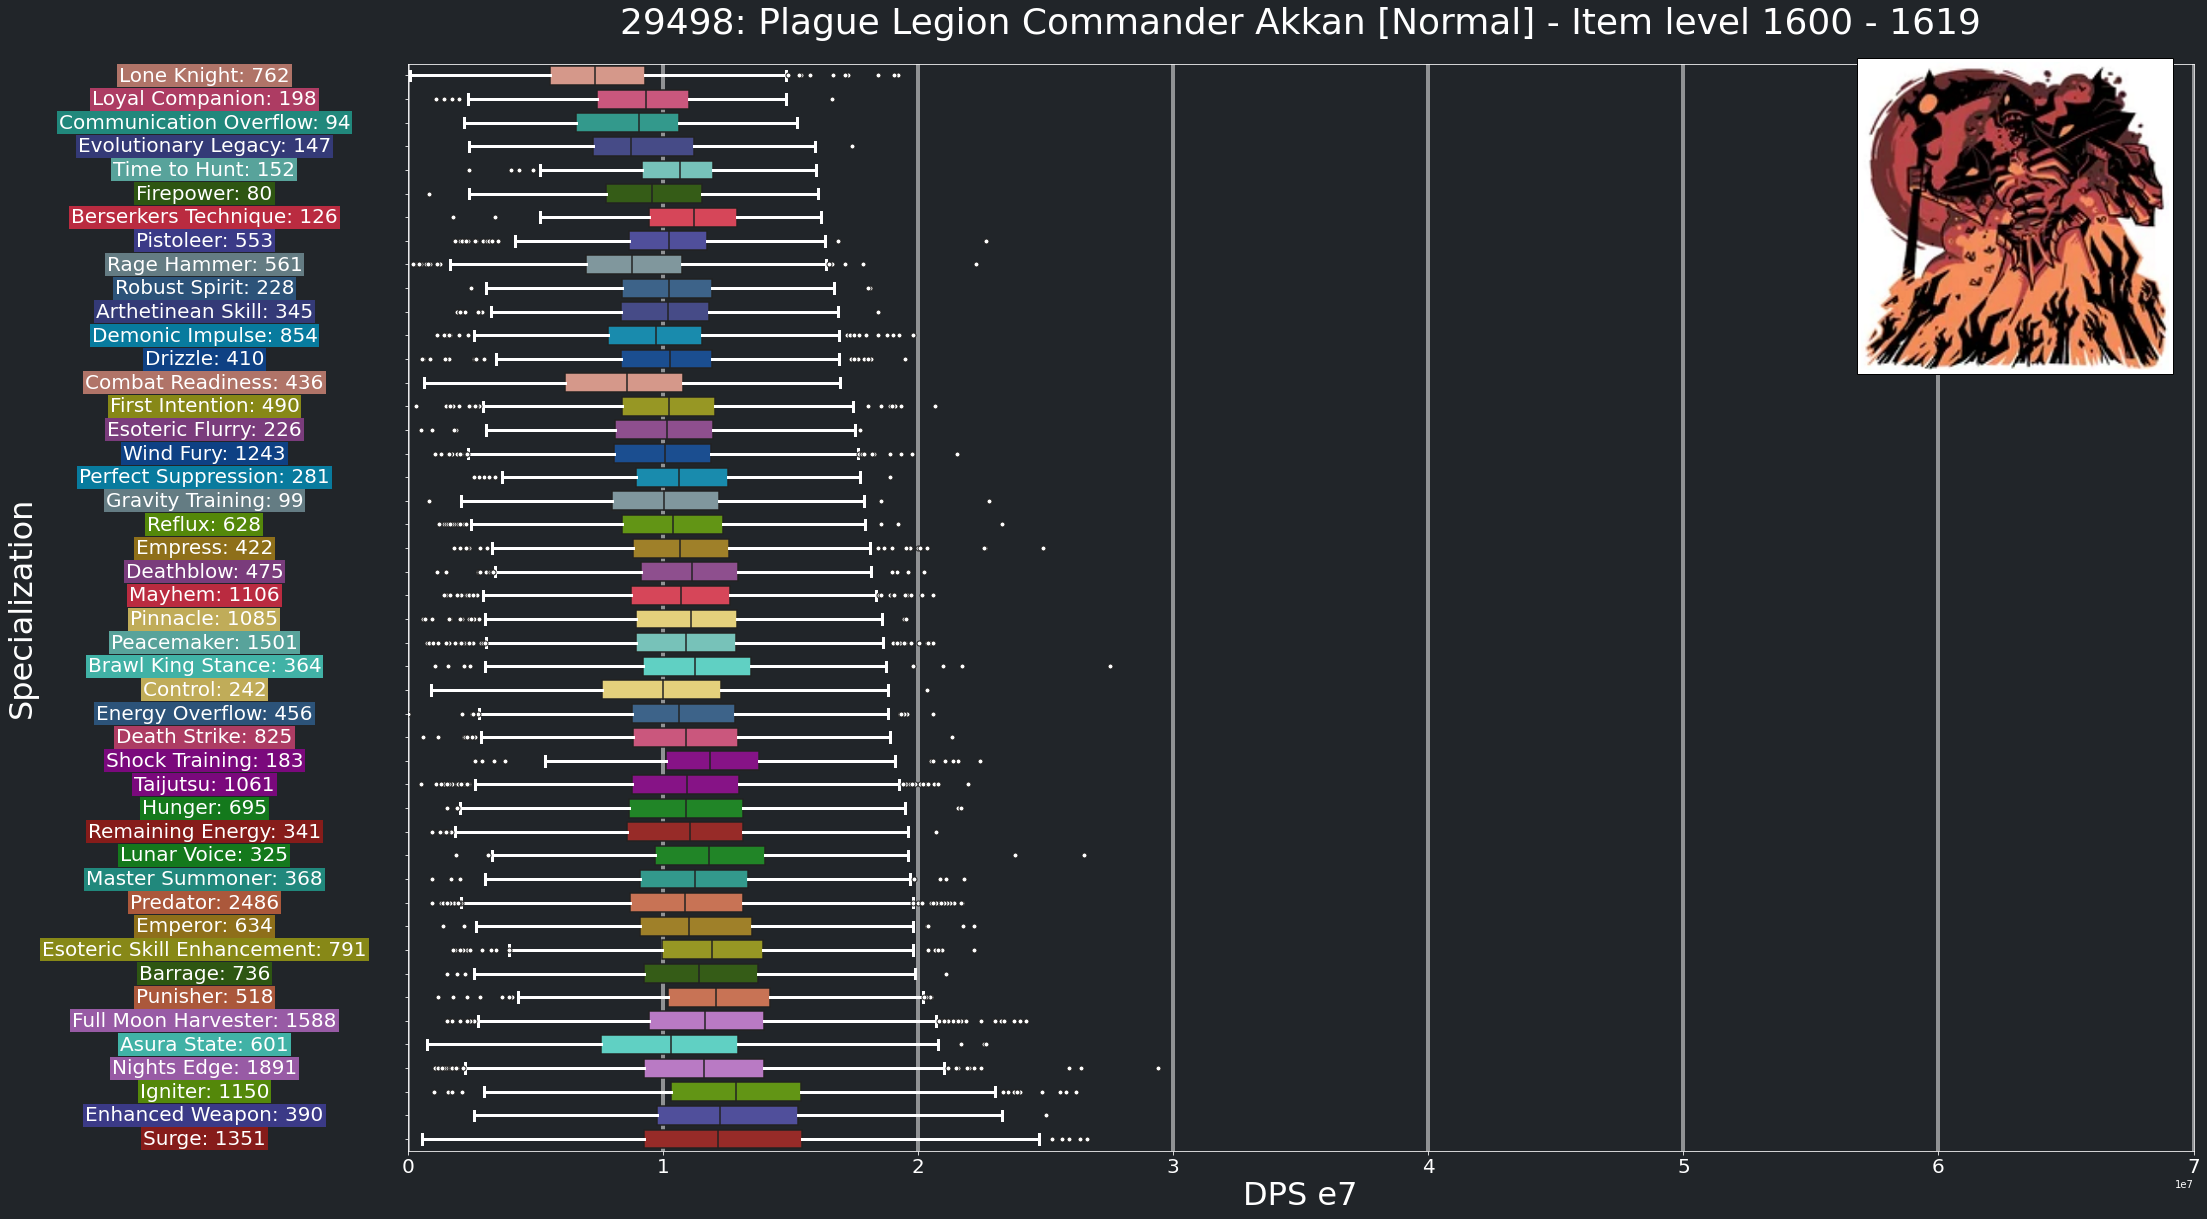 29498: Plague Legion Commander Akkan [Normal] - Item level 1600 - 1619
Specialization
Lone Knight: 762
Loyal Companion: 198
Communication Overflow: 94
Evolutionary Legacy: 147
Time to Hunt: 152
Firepower: 80
Berserkers Technique: 126
Pistoleer: 553
Rage Hammer: 561
Robust Spirit: 228
Arthetinean Skill: 345
Demonic Impulse: 854
Drizzle: 410
Combat Readiness: 436
First Intention: 490
Esoteric Flurry: 226
Wind Fury: 1243
Perfect Suppression: 281
Gravity Training: 99
Reflux: 628
Empress: 422
Deathblow: 475
Mayhem: 1106
Pinnacle: 1085
Peacemaker: 1501
Brawl King Stance: 364
Control: 242
Energy Overflow: 456
Death Strike: 825
Shock Training: 183
Taijutsu: 1061
Hunger: 695
Remaining Energy: 341
Lunar Voice: 325
Master Summoner: 368
Predator: 2486
Emperor: 634
Esoteric Skill Enhancement: 791
Barrage: 736
Punisher: 518
Full Moon Harvester: 1588
Asura State: 601
Nights Edge: 1891
Igniter: 1150
Enhanced Weapon: 390
Surge: 1351
0 1 2 3 4 5 6 7
1e7
DPS e7